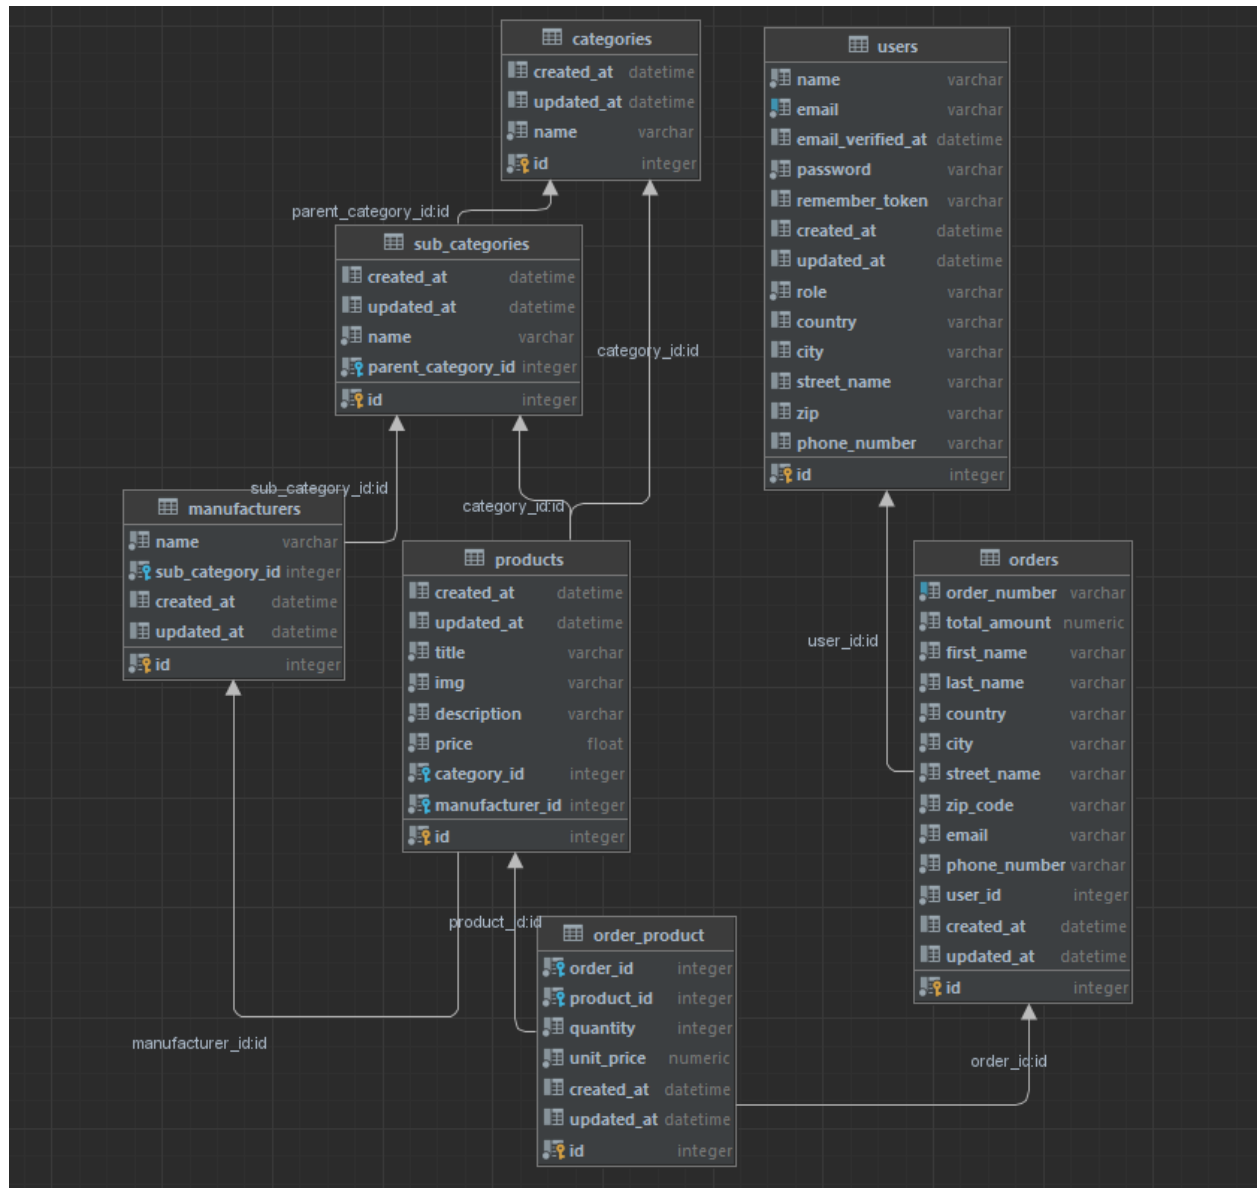 categories
created_at datetime
updated_at datetime
name varchar
id integer
users
name varchar
email varchar
email_verified_at datetime
password varchar
remember_token varchar
created_at datetime
updated_at datetime
role varchar
country varchar
city varchar
street_name varchar
zip varchar
phone_number varchar
id integer
parent_category_id:id
sub_categories
created_at datetime
updated_at datetime
name varchar
parent_category_id integer
id integer
category_id:id
sub_category_id:id
category_id:id
manufacturers
name varchar
sub_category_id integer
created_at datetime
updated_at datetime
id integer
products
created_at datetime
updated_at datetime
title varchar
img varchar
description varchar
price float
category_id integer
manufacturer_id integer
id integer
user_id:id
orders
order_number varchar
total_amount numeric
first_name varchar
last_name varchar
country varchar
city varchar
street_name varchar
zip_code varchar
email varchar
phone_number varchar
user_id integer
created_at datetime
updated_at datetime
id integer
product_id:id
manufacturer_id:id
order_product
order_id integer
product_id integer
quantity integer
unit_price numeric
created_at datetime
updated_at datetime
id integer
order_id:id